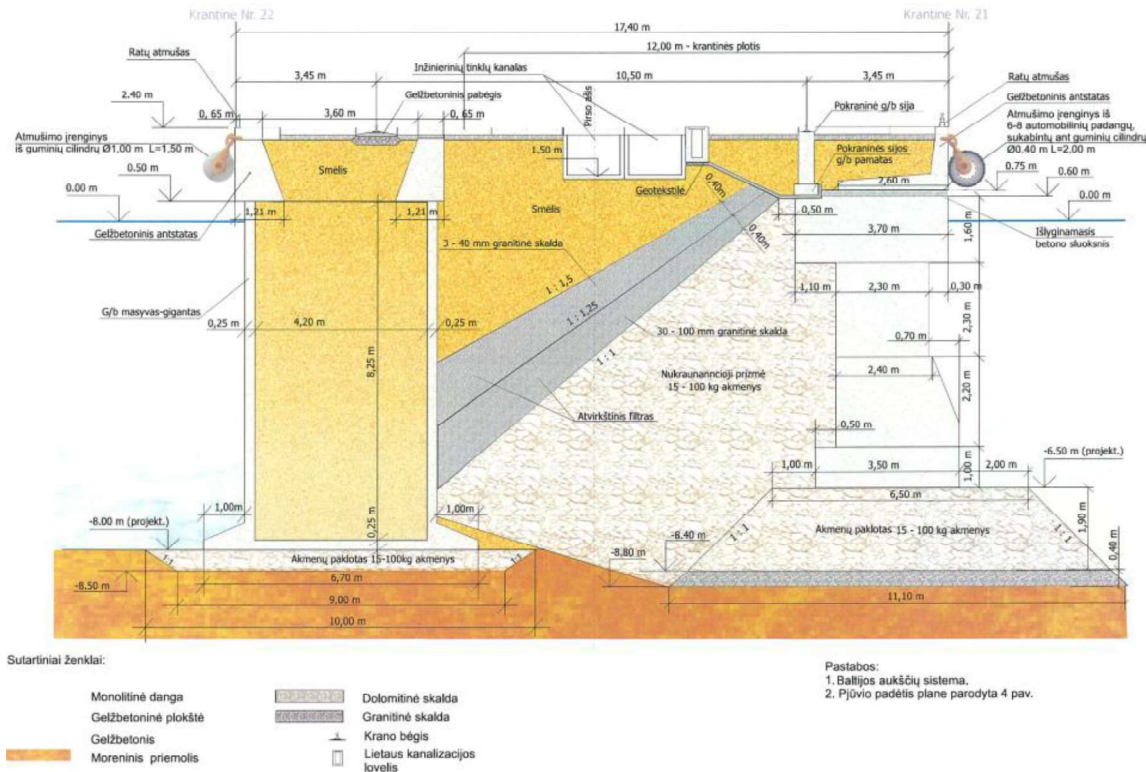 Krantinė Nr. 22
Krantinė Nr. 21
17,40 m
12,00 m - krantinės plotis
Ratų atmušas
3,45 m
Inžinierinių tinklų kanalas
10,50 m
3,45 m
Ratų atmušas
Gelžbetoninis pabėgis
Pirso ašis
Pokraninė g/b sija
Gelžbetoninis antstatas
2.40 m
0,65
3,60 m
0,65 m
Atmušimo įrenginys
iš guminių cilindrų Ø1,00 m L=1,50 m
Atmušimo įrenginys iš
6-8 automobilinių padangų,
sukabintų ant guminių cilindrų
Ø0.40 m L=2,00 m
Smėlis
1.50 m
Pokraninės sijos
g/b pamatas
0.50 m
Geotekstilė
0,40m
2,60m
0.75 m
0.60 m
0.00 m
1,21 m
1,21 m
Smėlis
0,40m
0,50 m
0.00 m
Gelžbetoninis antstatas
3 - 40 mm granitinė skalda
3,70 m
1,60m
Išlyginamasis
betono sluoksnis
1 : 1,5
1 : 1,25
1,10 m
2,30 m
0,30 m
G/b masyvas-gigantas
0,25 m
4,20 m
0,25 m
30 - 100 mm granitinė skalda
0,70 m
2,30 m
1 : 1
8,25 m
Nukraunanncioji prizmė
15 - 100 kg akmenys
2,40 m
2,20 m
Atvirkštinis filtras
0,50 m
1,00 m
3,50 m
1,00 m
2,00 m
-6.50 m (projekt.)
6,50 m
1,00m
1,00m
-8.00 m (projekt.)
0,25 m
1:1
Akmenų paklotas 15 - 100 kg akmenys
1:1
1,90 m
Akmenų paklotas 15-100kg akmenys
-8.40 m
0,40 m
1:1
1:1
-8.80 m
-8.50 m
6,70 m
9,00 m
11,10 m
10,00 m
Sutartiniai ženklai:
Monolitinė danga
Gelžbetoninė plokštė
Gelžbetonis
Moreninis priemolis
Dolomitinė skalda
Granitinė skalda
Krano bėgis
Lietaus kanalizacijos
lovelis
Pastabos:
1. Baltijos aukščių sistema.
2. Pjūvio padėtis plane parodyta 4 pav.